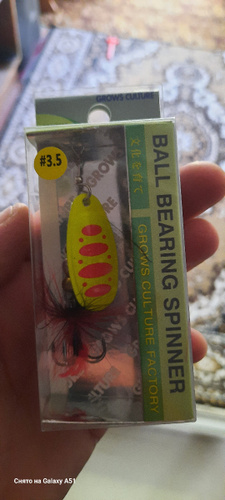 GROWS CULTURE
#3.5
BALL BEARING SPINNER
GROWS CULTURE FACTORY
Снято на Galaxy A51